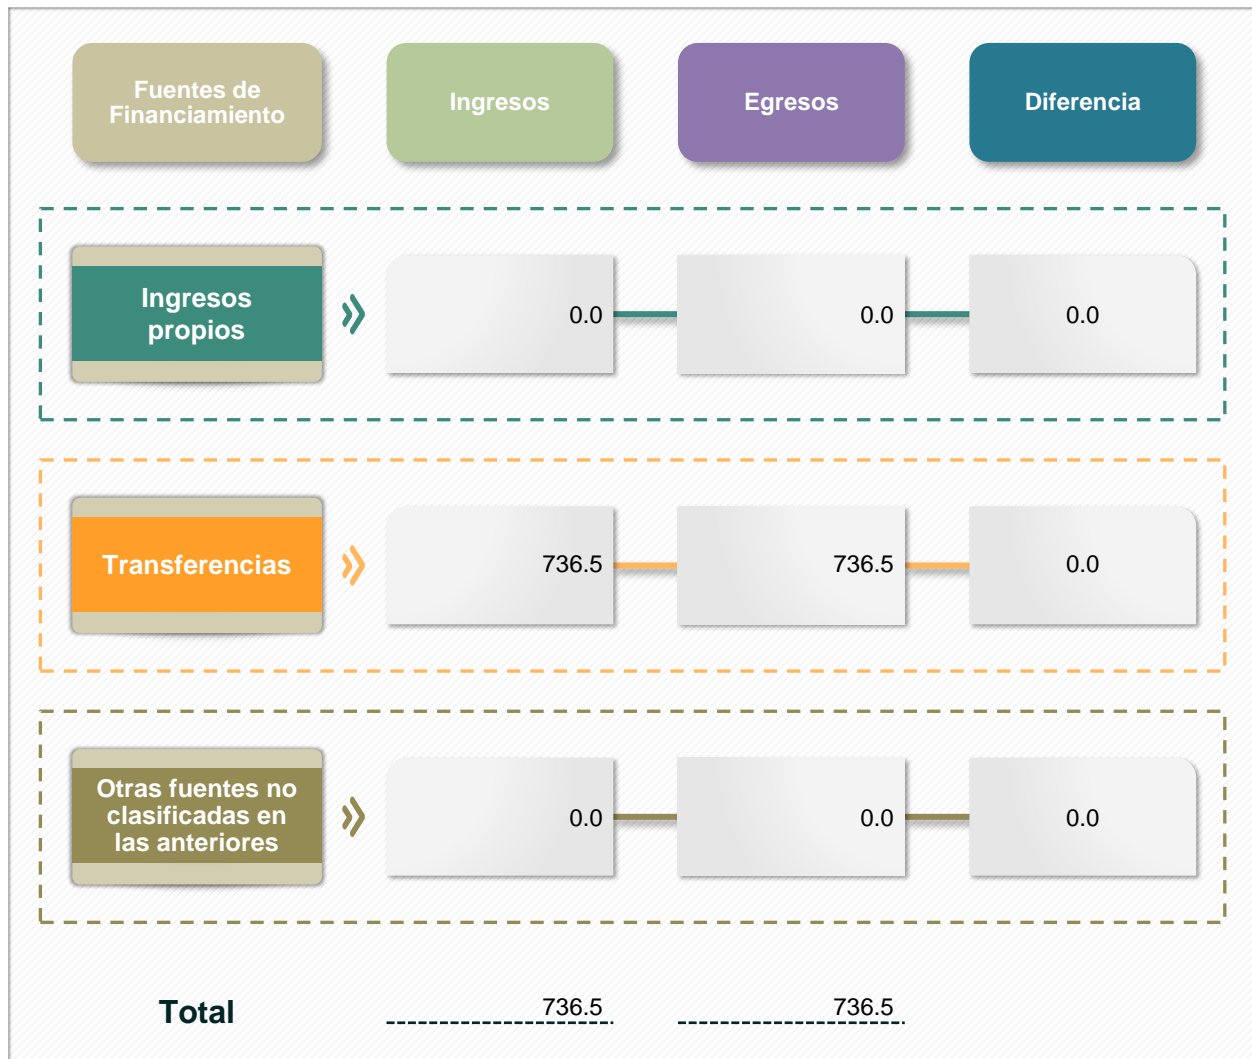 Fuentes de
Financiamiento
Ingresos
Egresos
Diferencia
Ingresos
propios
0.0
0.0
0.0
Transferencias
736.5
736.5
0.0
Otras fuentes no
clasificadas en
las anteriores
0.0
0.0
0.0
Total
736.5
736.5